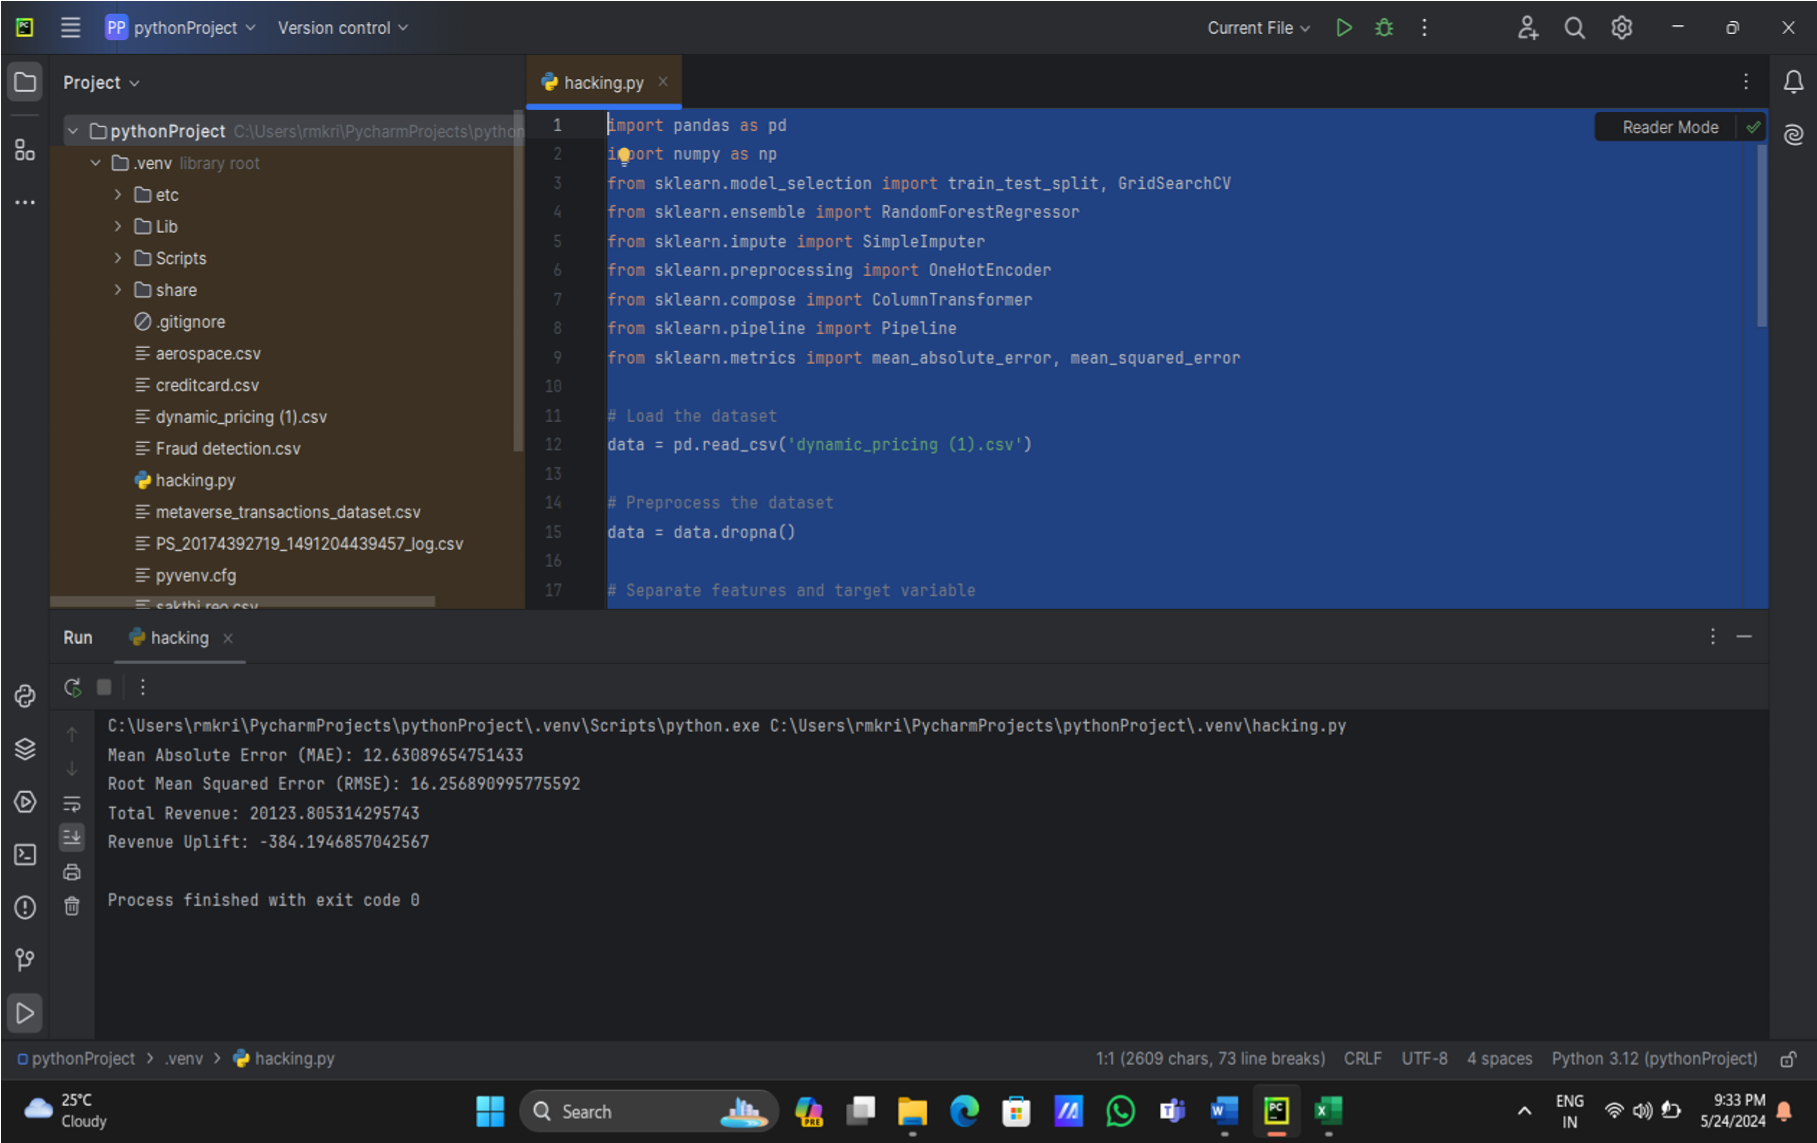 PP pythonProject Version control Current File
Project
hacking.py
pythonProject C:\Users\rmkri\PycharmProjects\python
.venv library root
etc
Lib
Scripts
share
.gitignore
aerospace.csv
creditcard.csv
dynamic_pricing (1).csv
Fraud detection.csv
hacking.py
metaverse_transactions_dataset.csv
PS_20174392719_1491204439457_log.csv
pyvenv.cfg
sakthi reo.csv
Reader Mode
1 import pandas as pd
2 import numpy as np
3 from sklearn.model_selection import train_test_split, GridSearchCV
4 from sklearn.ensemble import RandomForestRegressor
5 from sklearn.impute import SimpleImputer
6 from sklearn.preprocessing import OneHotEncoder
7 from sklearn.compose import ColumnTransformer
8 from sklearn.pipeline import Pipeline
9 from sklearn.metrics import mean_absolute_error, mean_squared_error
10
11 # Load the dataset
12 data = pd.read_csv('dynamic_pricing (1).csv')
13
14 # Preprocess the dataset
15 data = data.dropna()
16
17 # Separate features and target variable
Run hacking
C:\Users\rmkri\PycharmProjects\pythonProject\.venv\Scripts\python.exe C:\Users\rmkri\PycharmProjects\pythonProject\.venv\hacking.py
Mean Absolute Error (MAE): 12.63089654751433
Root Mean Squared Error (RMSE): 16.256890995775592
Total Revenue: 20123.805314295743
Revenue Uplift: -384.1946857042567
Process finished with exit code 0
pythonProject > .venv > hacking.py 1:1 (2609 chars, 73 line breaks) CRLF UTF-8 4 spaces Python 3.12 (pythonProject)
25°C
Cloudy
Search
ENG
IN
9:33 PM
5/24/2024